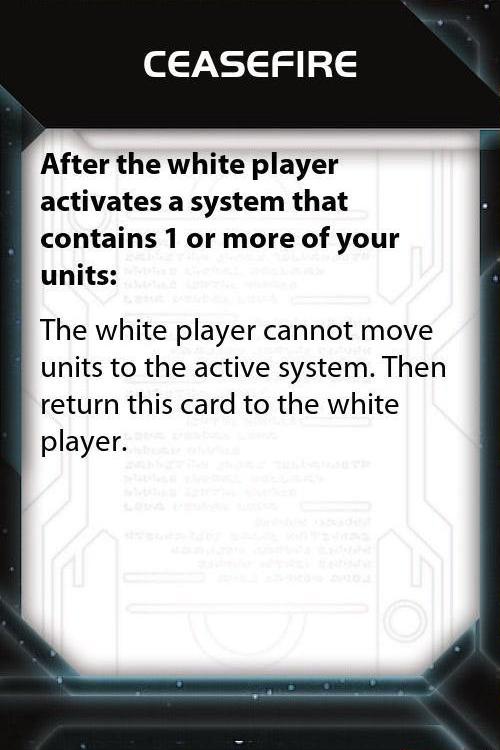 CEASEFIRE
After the white player
activates a system that
contains 1 or more of your
units:
The white player cannot move
units to the active system. Then
return this card to the white
player.